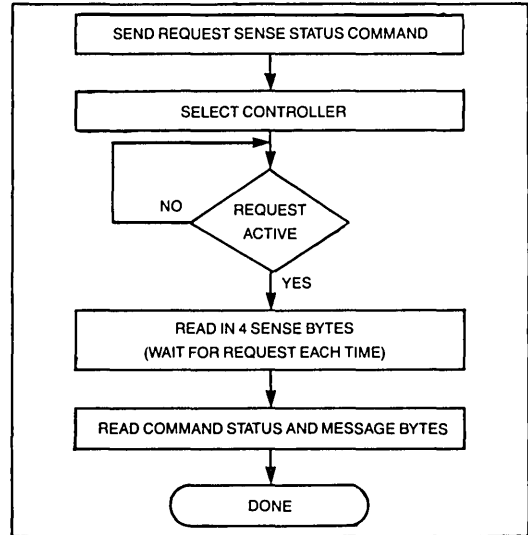 SEND REQUEST SENSE STATUS COMMAND
SELECT CONTROLLER
NO
REQUEST
ACTIVE
YES
READ IN 4 SENSE BYTES
(WAIT FOR REQUEST EACH TIME)
READ COMMAND STATUS AND MESSAGE BYTES
DONE